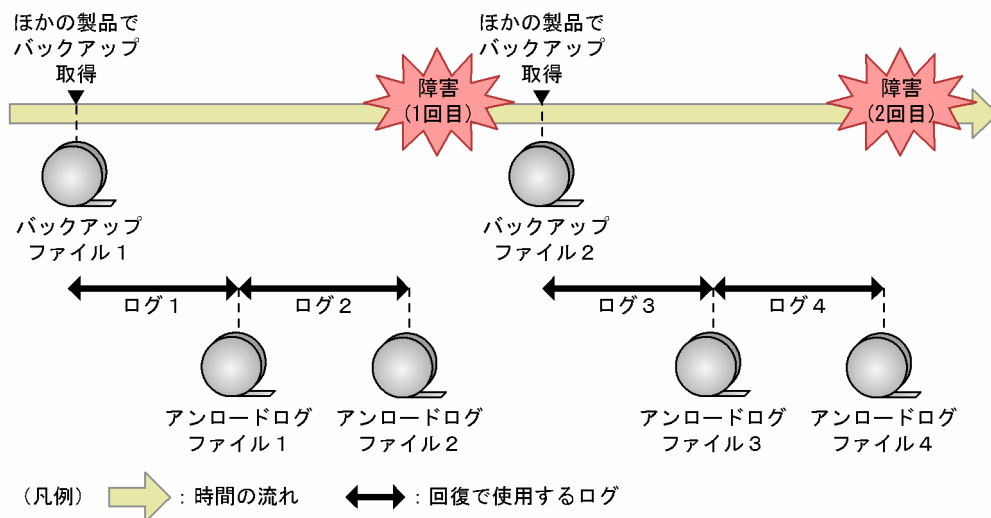 ほかの製品で
バックアップ
取得
ほかの製品で
バックアップ
取得
障害
(1回目)
障害
(2回目)
バックアップ
ファイル1
バックアップ
ファイル2
ログ1
ログ2
ログ3
ログ4
アンロードログ
ファイル1
アンロードログ
ファイル2
アンロードログ
ファイル3
アンロードログ
ファイル4
(凡例)
:時間の流れ
:回復で使用するログ